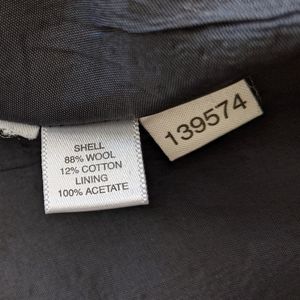 SHELL
88% WOOL
12% COTTON
LINING
100% ACETATE
139574